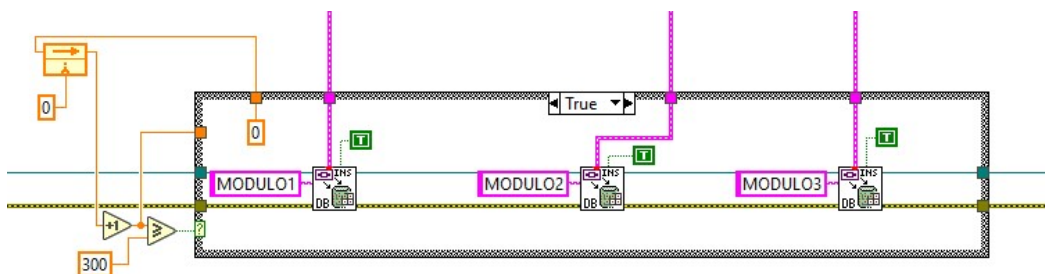 True
0
0
T
T
T
INS
DB
INS
DB
INS
DB
MODULO1
MODULO2
MODULO3
+1
?
300